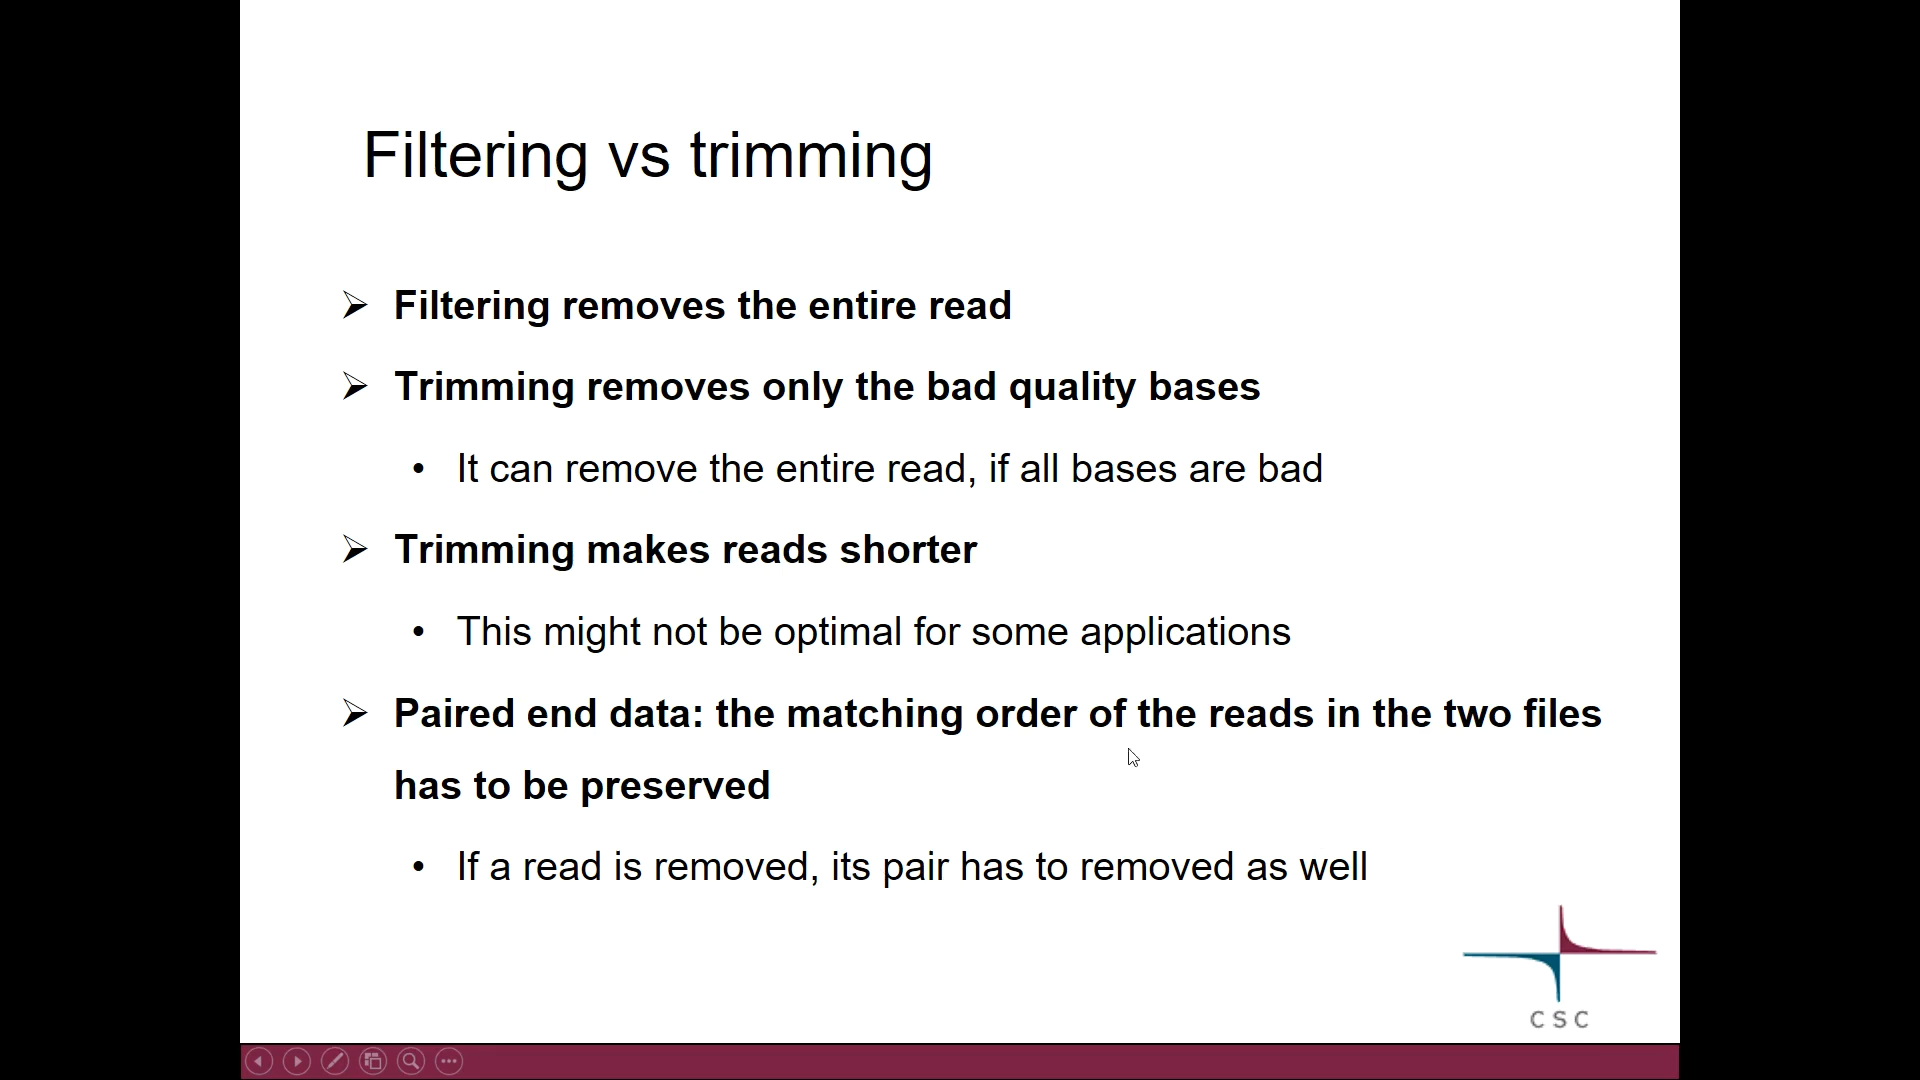 Filtering vs trimming
➢ Filtering removes the entire read
➢ Trimming removes only the bad quality bases
• It can remove the entire read, if all bases are bad
➢ Trimming makes reads shorter
• This might not be optimal for some applications
➢ Paired end data: the matching order of the reads in the two files
has to be preserved
• If a read is removed, its pair has to removed as well
CSC